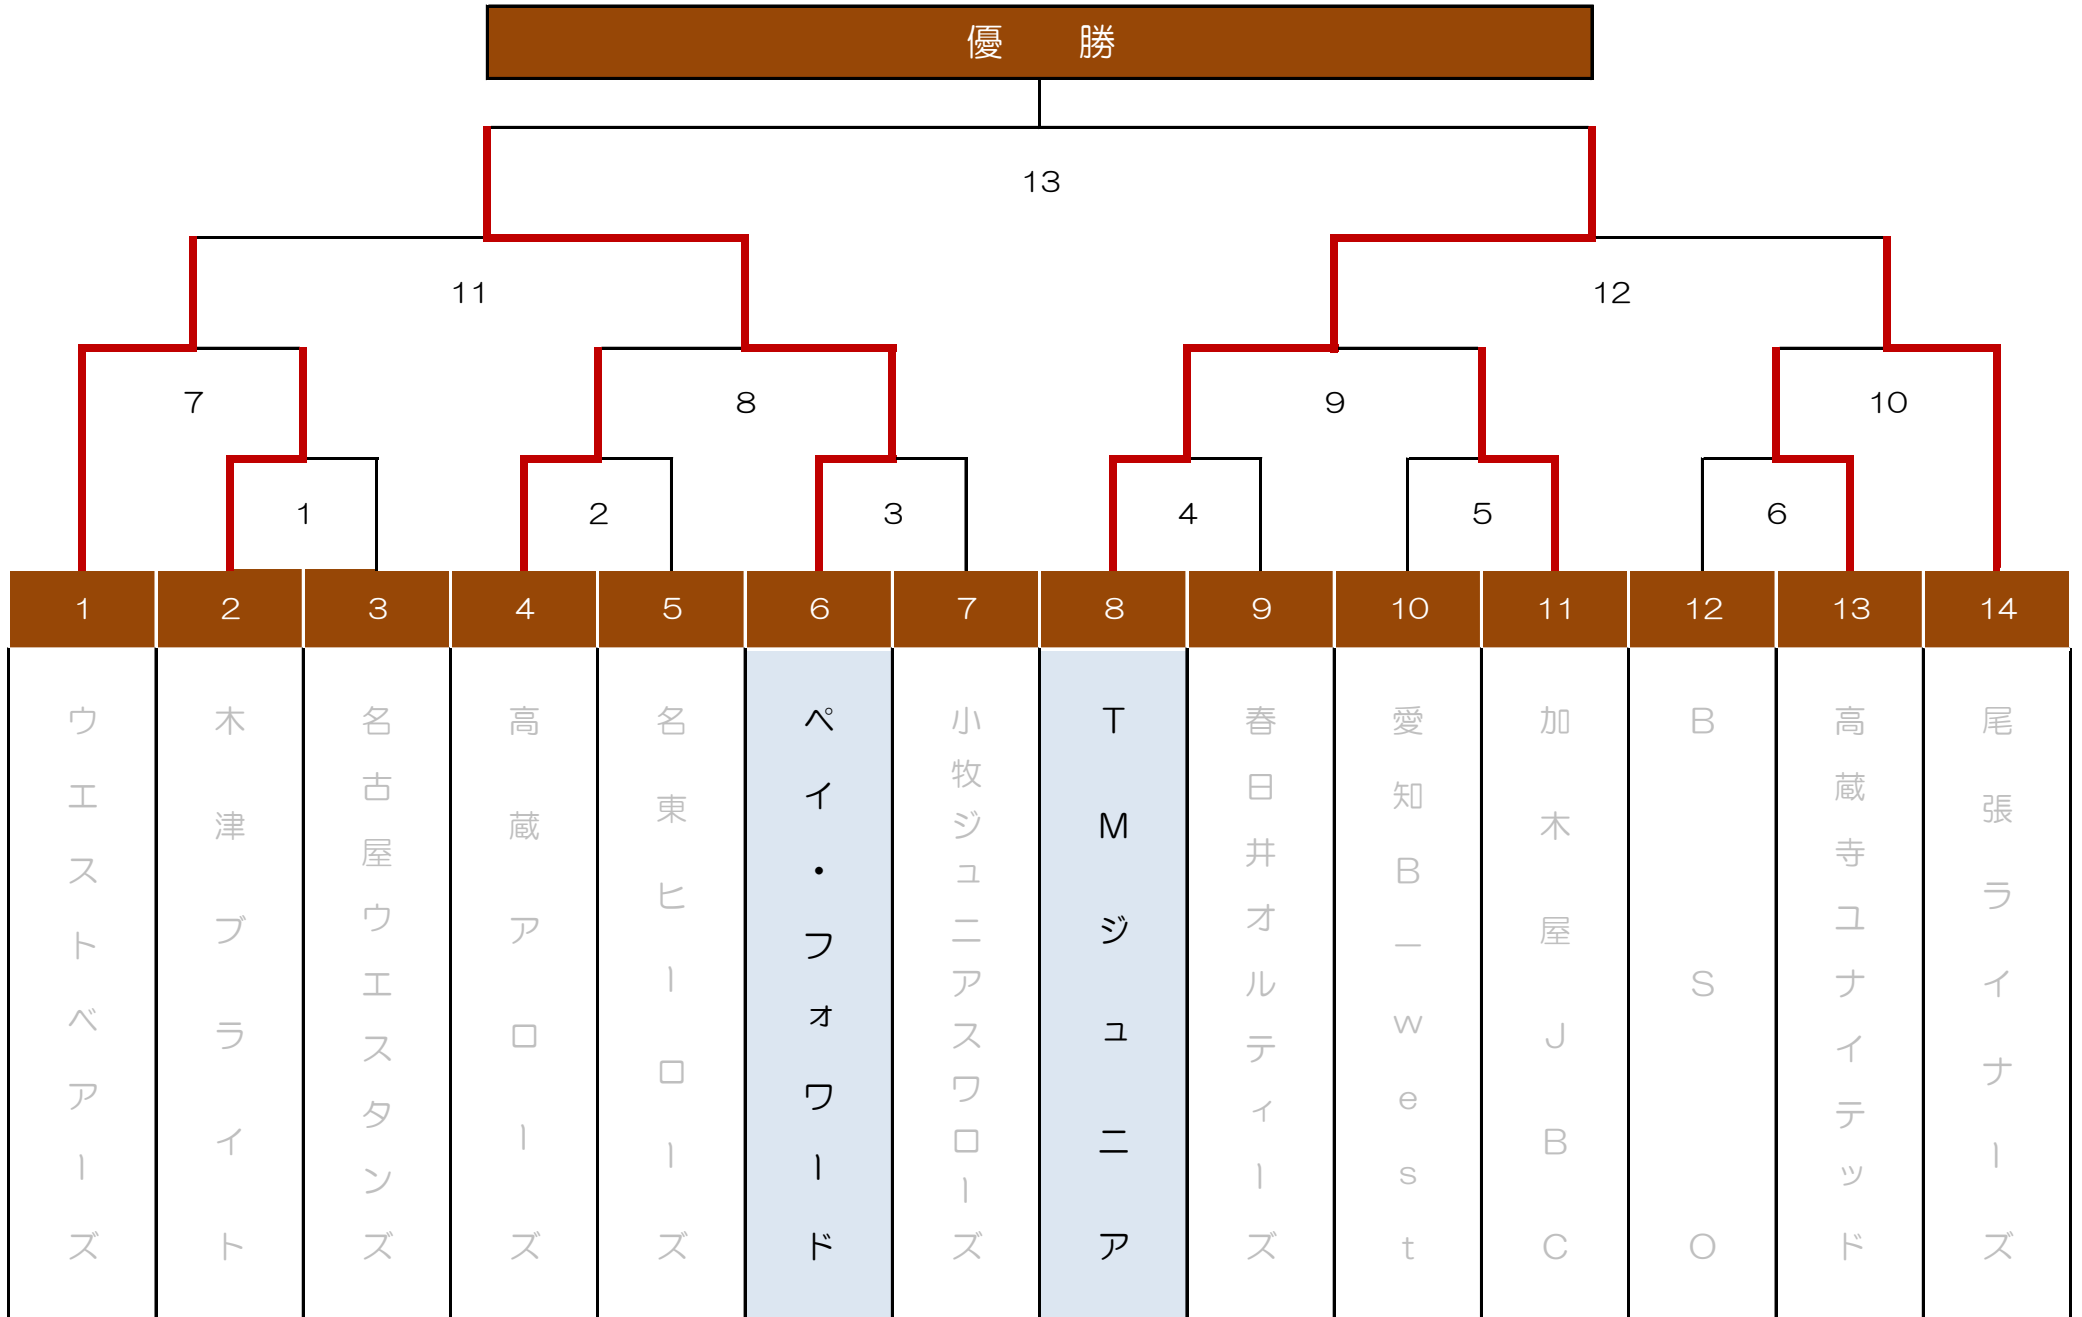 優　勝
13
11
12
7
8
9
10
1
2
3
4
5
6
1
2
3
4
5
6
7
8
9
10
11
12
13
14
ウエストベアーズ
木津ブライト
名古屋ウエスタンズ
高蔵アローズ
名東ヒーローズ
ペイ・フォワード
小牧ジュニアスワローズ
TMジュニア
春日井オルティーズ
愛知B－west
加木屋JBC
BSO
高蔵寺ユナイテッド
尾張ライナーズ